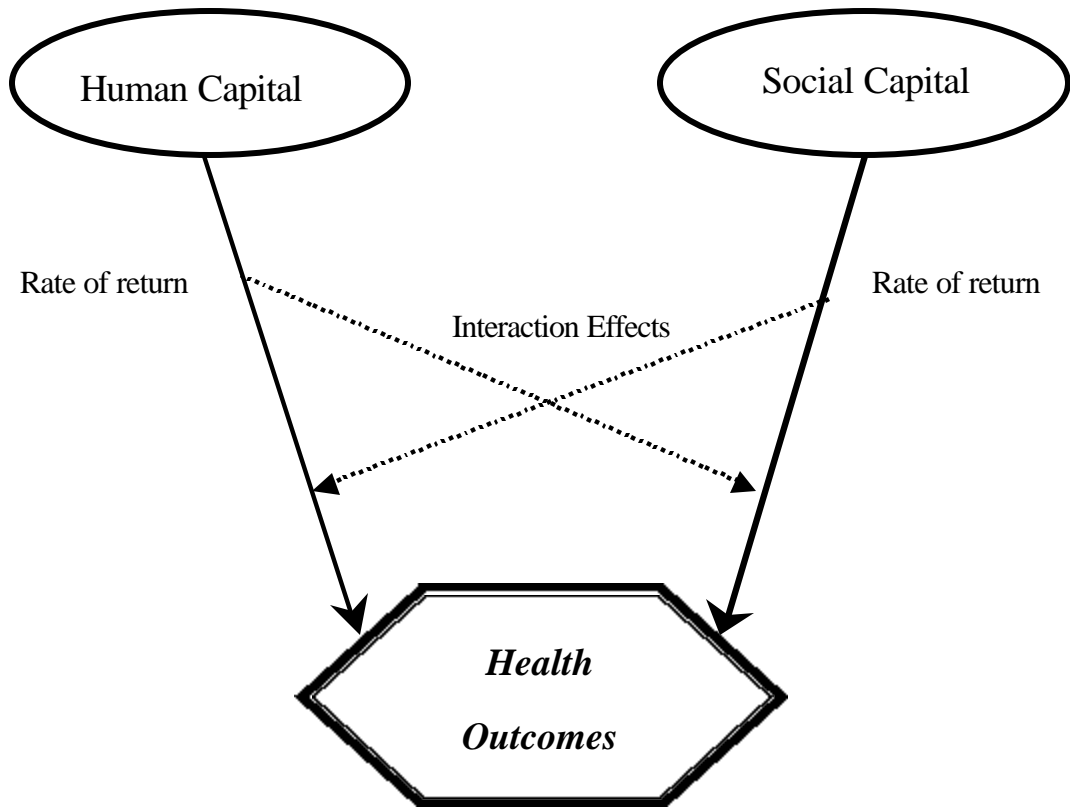 Human Capital
Social Capital
Rate of return
Rate of return
Interaction Effects
Health
Outcomes